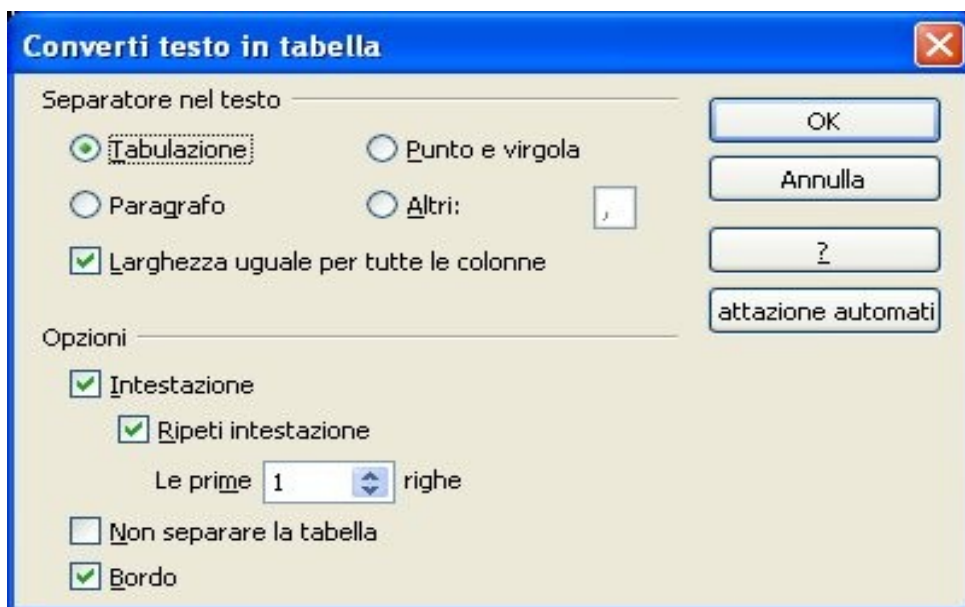 Converti testo in tabella
Separatore nel testo
Tabulazione
Punto e virgola
Paragrafo
Altri:
,
Larghezza uguale per tutte le colonne
OK
Annulla
?
attazione automati
Opzioni
Intestazione
Ripeti intestazione
Le prime 1 righe
Non separare la tabella
Bordo